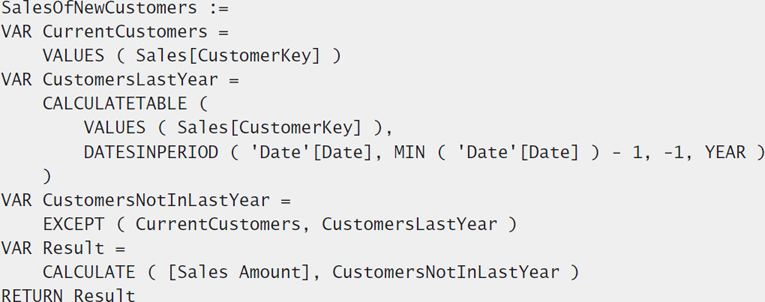 SalesOfNewCustomers :=
VAR CurrentCustomers =
    VALUES ( Sales[CustomerKey] )
VAR CustomersLastYear =
    CALCULATETABLE (
        VALUES ( Sales[CustomerKey] ),
        DATESINPERIOD ( 'Date'[Date], MIN ( 'Date'[Date] ) - 1, -1, YEAR )
    )
VAR CustomersNotInLastYear =
    EXCEPT ( CurrentCustomers, CustomersLastYear )
VAR Result =
    CALCULATE ( [Sales Amount], CustomersNotInLastYear )
RETURN Result